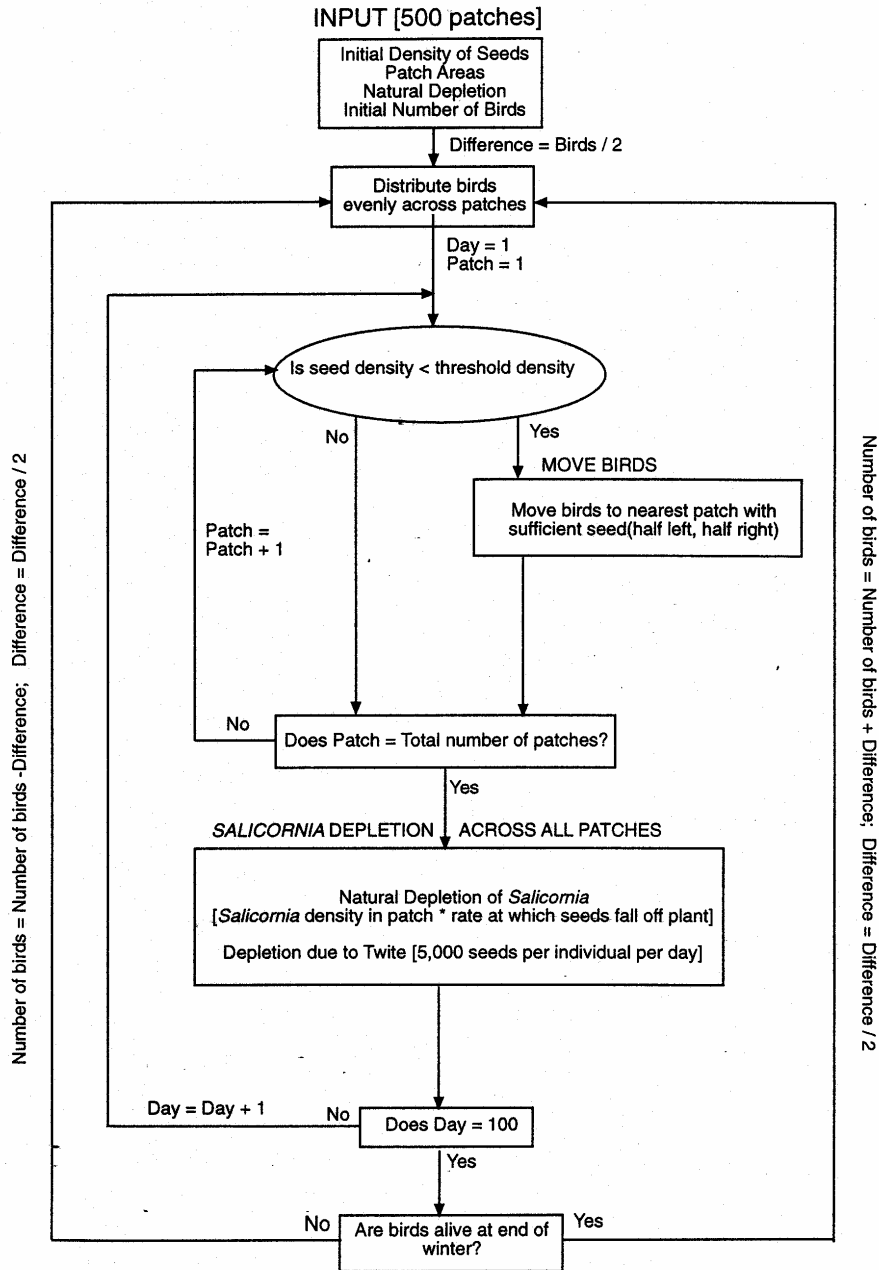 INPUT [500 patches]
Initial Density of Seeds
Patch Areas
Natural Depletion
Initial Number of Birds
Difference = Birds / 2
Distribute birds
evenly across patches
Day = 1
Patch = 1
Is seed density < threshold density
No
Yes
MOVE BIRDS
Move birds to nearest patch with
sufficient seed(half left, half right)
Patch =
Patch + 1
No
Does Patch = Total number of patches?
Yes
SALICORNIA DEPLETION ACROSS ALL PATCHES
Natural Depletion of Salicornia
[Salicornia density in patch * rate at which seeds fall off plant]
Depletion due to Twite [5,000 seeds per individual per day]
Day = Day + 1
No
Does Day = 100
Yes
No
Are birds alive at end of
winter?
Yes
Number of birds = Number of birds -Difference; Difference = Difference / 2
Number of birds = Number of birds + Difference; Difference = Difference / 2